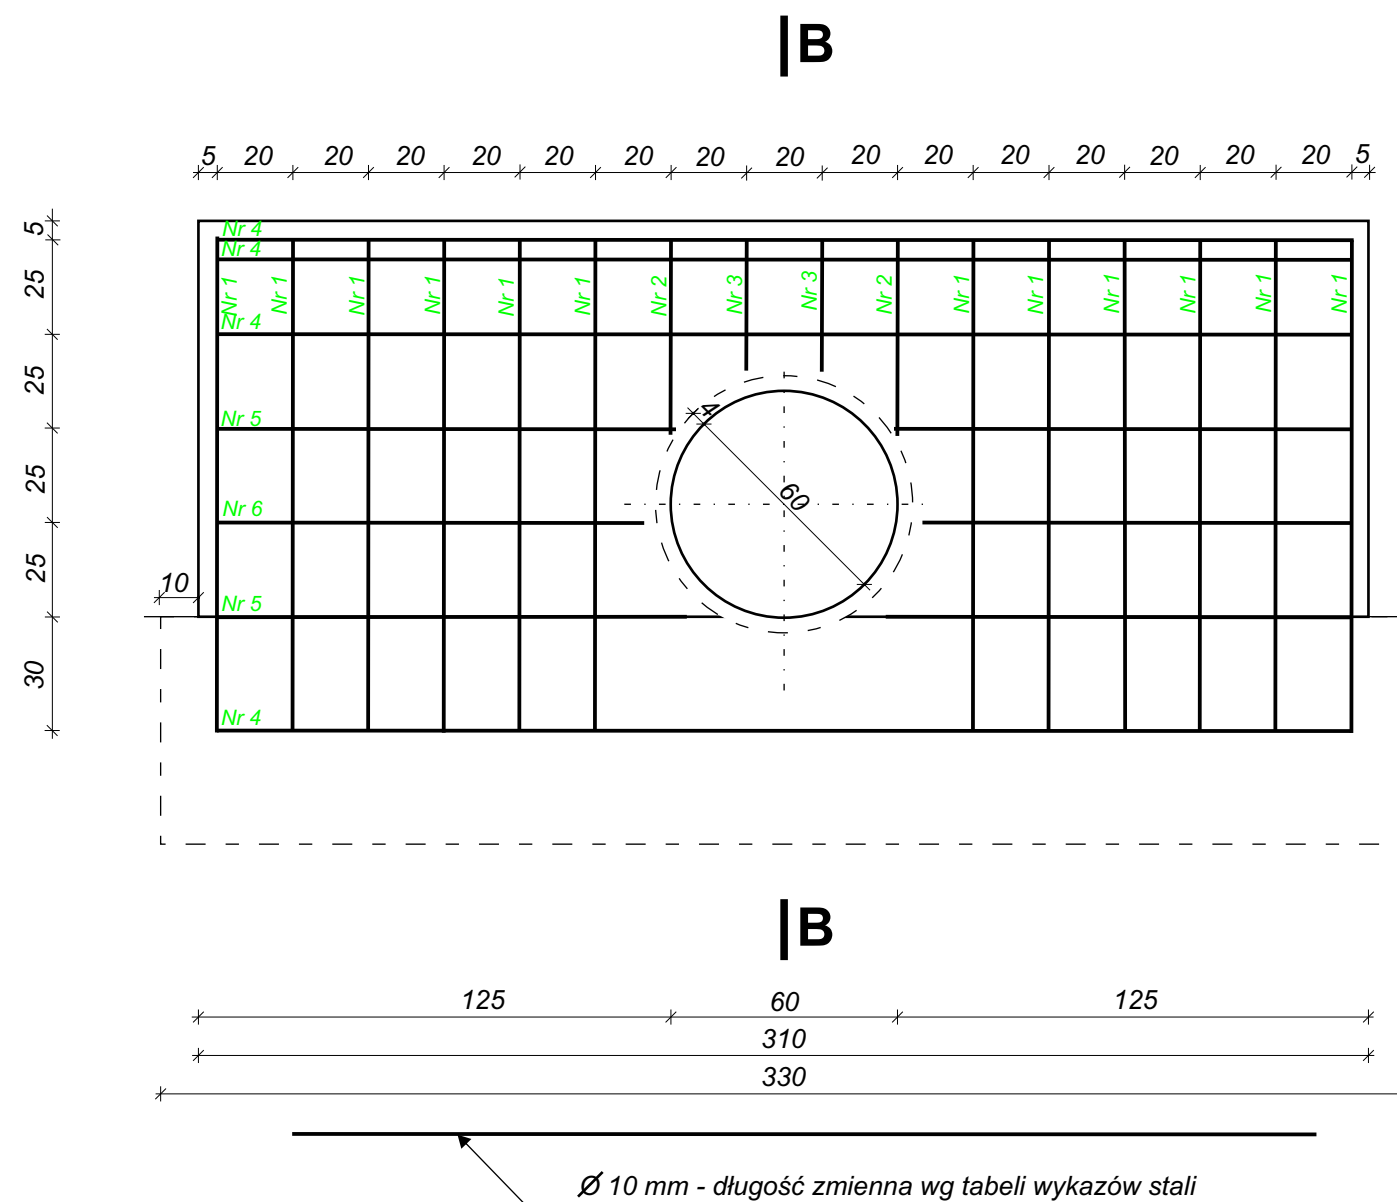 B
5 20 20 20 20 20 20 20 20 20 20 20 20 20 20 20 5
5
25
25
25
25
30
10
Nr 4
Nr 4
Nr 1 Nr 1 Nr 1 Nr 1 Nr 1 Nr 1 Nr 2 Nr 3 Nr 3 Nr 2 Nr 1 Nr 1 Nr 1 Nr 1 Nr 1 Nr 1
Nr 4
Nr 5
4
60
Nr 6
Nr 5
Nr 4
B
125 60 125
310
330
Ø 10 mm - długość zmienna wg tabeli wykazów stali